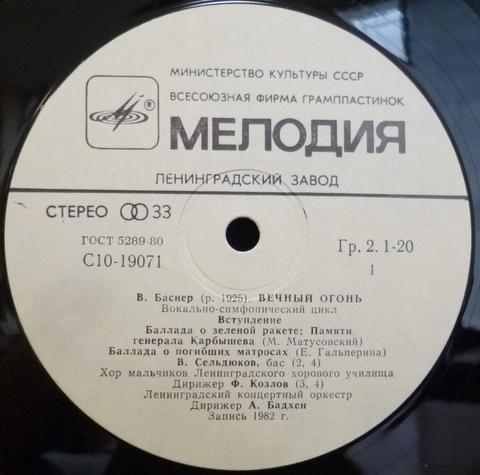 МИНИСТЕРСТВО КУЛЬТУРЫ СССР
ВСЕСОЮЗНАЯ ФИРМА ГРАМПЛАСТИНОК
®
МЕЛОДИЯ
ЛЕНИНГРАДСКИЙ ЗАВОД
СТЕРЕО 33
ГОСТ 5289-80
С10-19071
Гр. 2. 1-20
1
В. Баснер (р. 1925). ВЕЧНЫЙ ОГОНЬ
Вокально-симфонический цикл
Вступление
Баллада о зеленой ракете; Памяти
генерала Карбышева (М. Матусовский)
Баллада о погибших матросах (Е. Гальперина)
В. Сельдюков, бас (2, 4)
Хор мальчиков Ленинградского хорового училища
Дирижер Ф. Козлов (3, 4)
Ленинградский концертный оркестр
Дирижер А. Бадхен
Запись 1982 г.